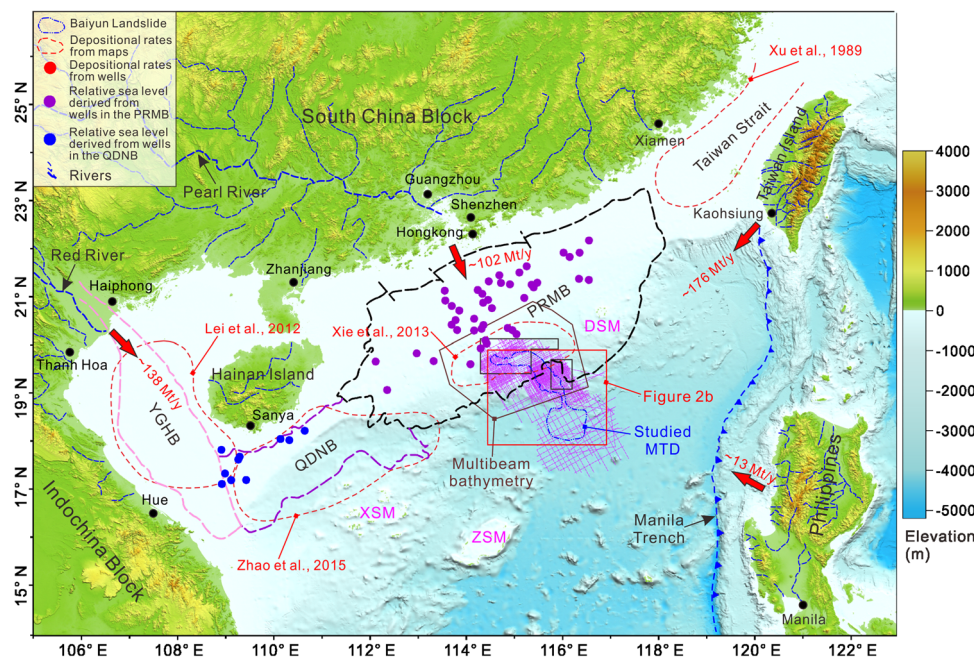 Baiyun Landslide
Depositional rates
from maps
Depositional rates
from wells
Relative sea level
derived from
wells in the PRMB
Relative sea level
derived from wells
in the QDNB
Rivers
Xu et al., 1989
South China Block
Taiwan Strait
Taiwan Island
Xiamen
Pearl River
Guangzhou
Shenzhen
Hongkong
Kaohsiung
~102 Mt/y
~176 Mt/y
Red River
Haiphong
Zhanjiang
PRMB
Lei et al., 2012
Xie et al., 2013
DSM
Thanh Hoa
~138 Mt/y
Hainan Island
Figure 2b
Sanya
YGHB
QDNB
Studied
MTD
Multibeam
bathymetry
~13 Mt/y
Philippines
Hue
XSM
ZSM
Manila
Trench
Indochina Block
Zhao et al., 2015
Manila
25° N
23° N
21° N
19° N
17° N
15° N
106° E
108° E
110° E
112° E
114° E
116° E
118° E
120° E
122° E
4000
3000
2000
1000
0
-1000
-2000
-3000
-4000
-5000
Elevation
(m)